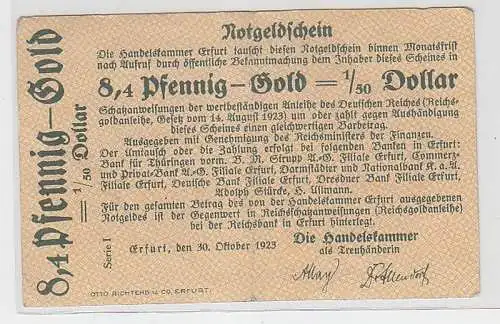 8,4 Pfennig-Gold
= 1/50 Dollar
Serie I
Notgeldschein
Die Handelskammer Erfurt tauscht diesen Notgeldschein binnen Monatsfrist
nach Aufruf durch öffentliche Bekanntmachung dem Inhaber dieses Scheines in
8,4 Pfennig-Gold = 1/50 Dollar
Schatzanweisungen der wertbeständigen Anleihe des Deutschen Reiches (Reichs-
goldanleihe, Gesetz vom 14. August 1923) um oder zahlt gegen Aushändigung
dieses Scheines einen gleichwertigen Barbetrag.
Ausgegeben mit Genehmigung des Reichsministers der Finanzen.
Der Umtausch oder die Zahlung erfolgt bei folgenden Banken in Erfurt:
Bank für Thüringen vorm. B. M. Strupp A.-G. Filiale Erfurt, Commerz-
und Privat-Bank A.-G. Filiale Erfurt, Darmstädter und Nationalbank K. a. A.
Filiale Erfurt, Deutsche Bank Filiale Erfurt, Dresdner Bank Filiale Erfurt,
Adolph Stürcke, H. Ullmann.
Für den gesamten Betrag des von der Handelskammer Erfurt ausgegebenen
Notgeldes ist der Gegenwert in Reichsschatzanweisungen (Reichsgoldanleihe)
bei der Reichsbank in Erfurt hinterlegt.
Erfurt, den 30. Oktober 1923
Die Handelskammer
als Treuhänderin
OTTO RICHTERS & CO. ERFURT.